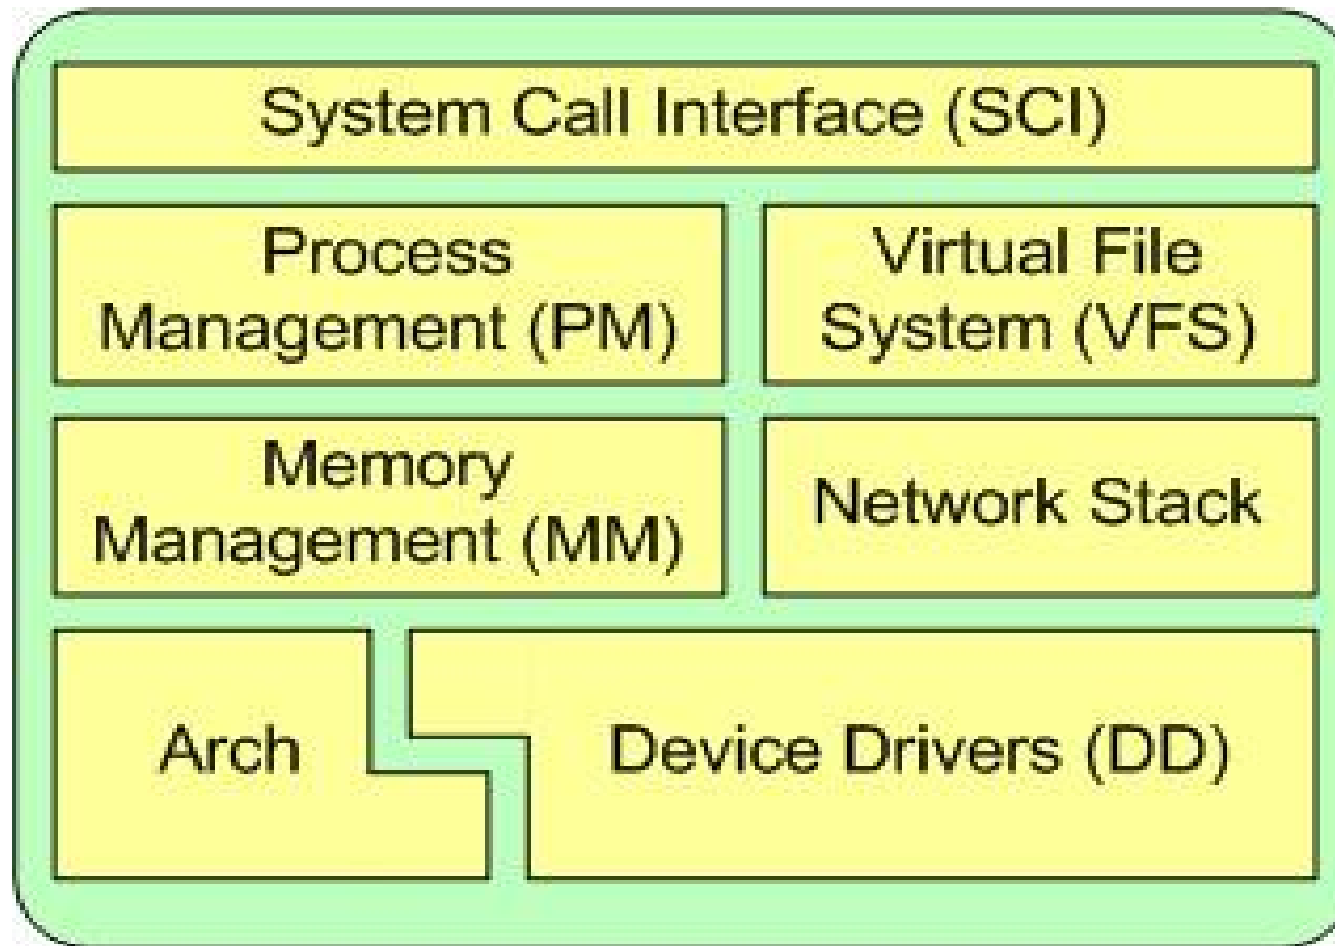 System Call Interface (SCI)
Process
Management (PM)
Virtual File
System (VFS)
Memory
Management (MM)
Network Stack
Arch
Device Drivers (DD)